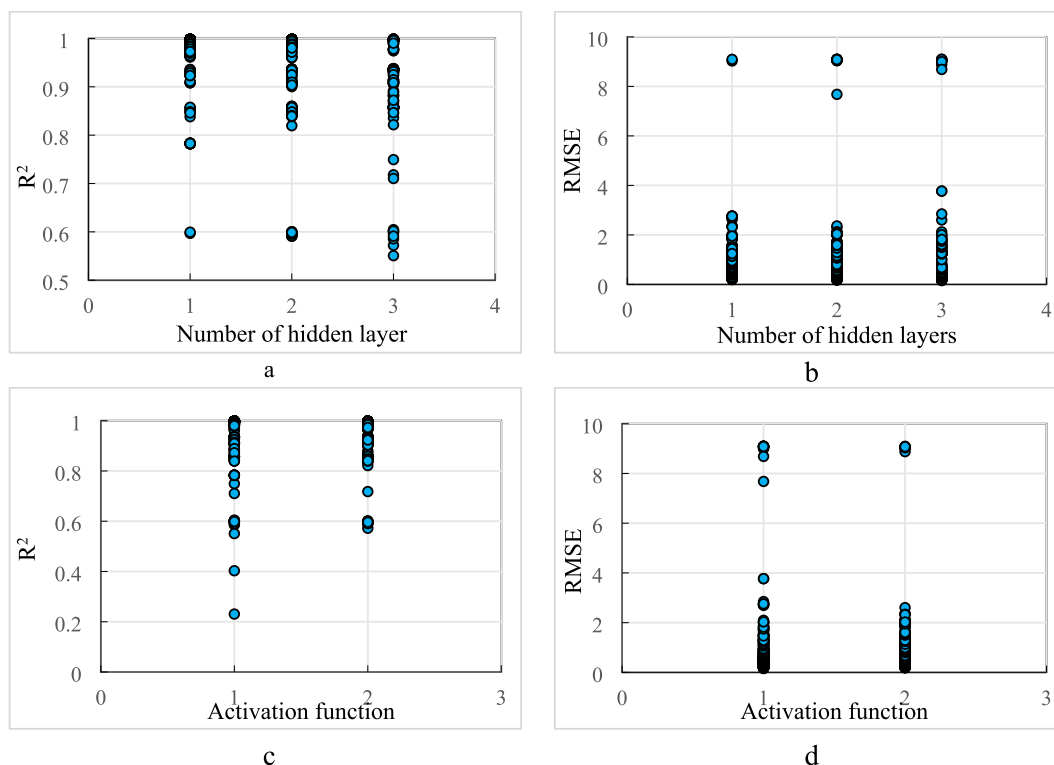 1
0.9
0.8
0.7
0.6
0.5
R²
0 1 2 3 4
Number of hidden layer
a
10
8
6
4
2
0
RMSE
0 1 2 3 4
Number of hidden layers
b
1
0.8
0.6
0.4
0.2
0
R²
0 1 2 3
Activation function
c
10
8
6
4
2
0
RMSE
0 1 2 3
Activation function
d